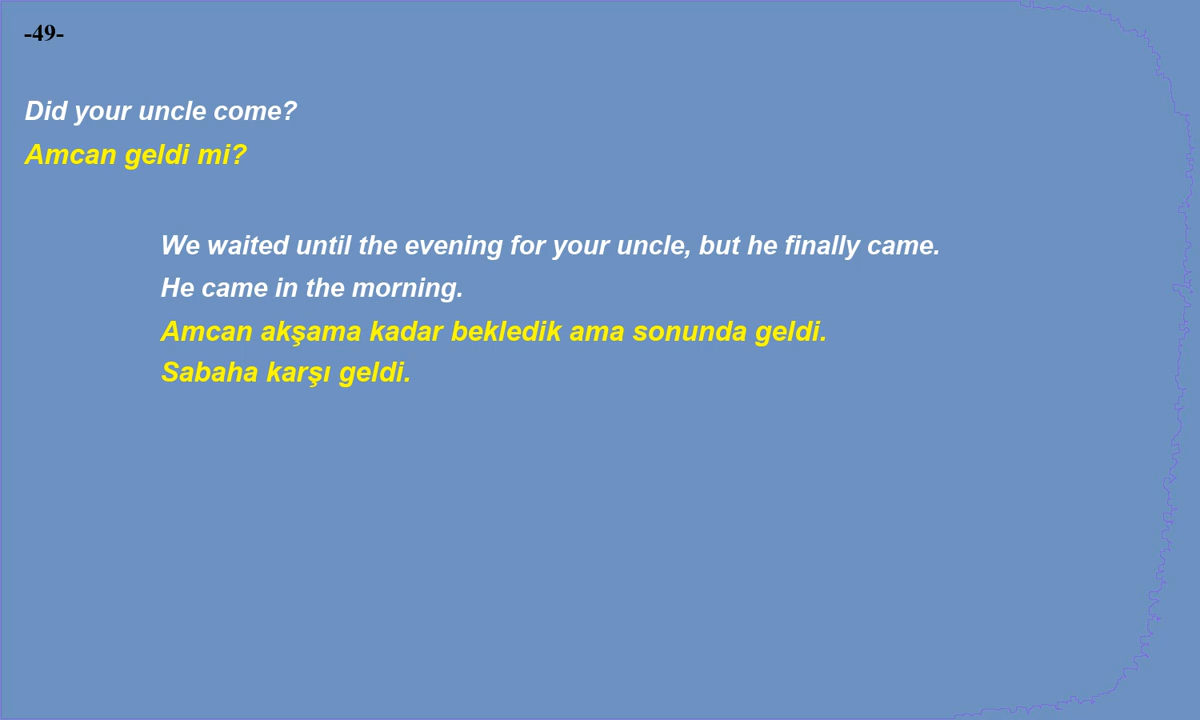 -49-
Did your uncle come?
Amcan geldi mi?
We waited until the evening for your uncle, but he finally came.
He came in the morning.
Amcan akşama kadar bekledik ama sonunda geldi.
Sabaha karşı geldi.